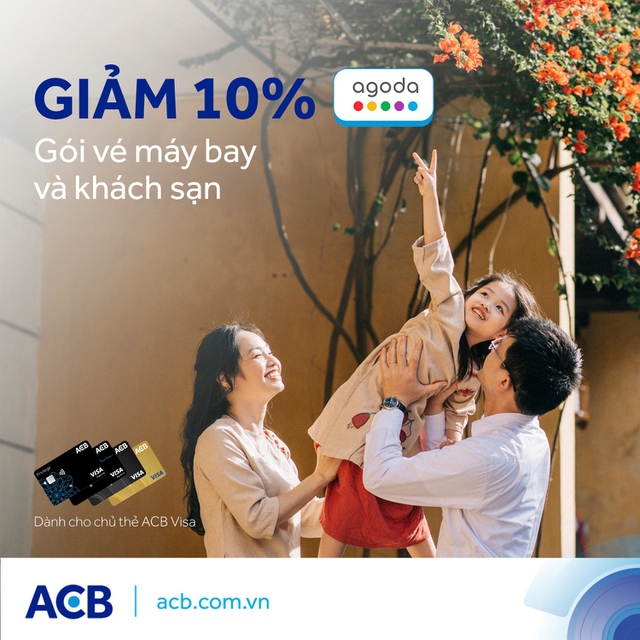 GIẢM 10%
agoda
Gói vé máy bay
và khách sạn
ACB
ACB
ACB
ACB
VISA
VISA
VISA
VISA
Dành cho chủ thẻ ACB Visa
ACB
acb.com.vn